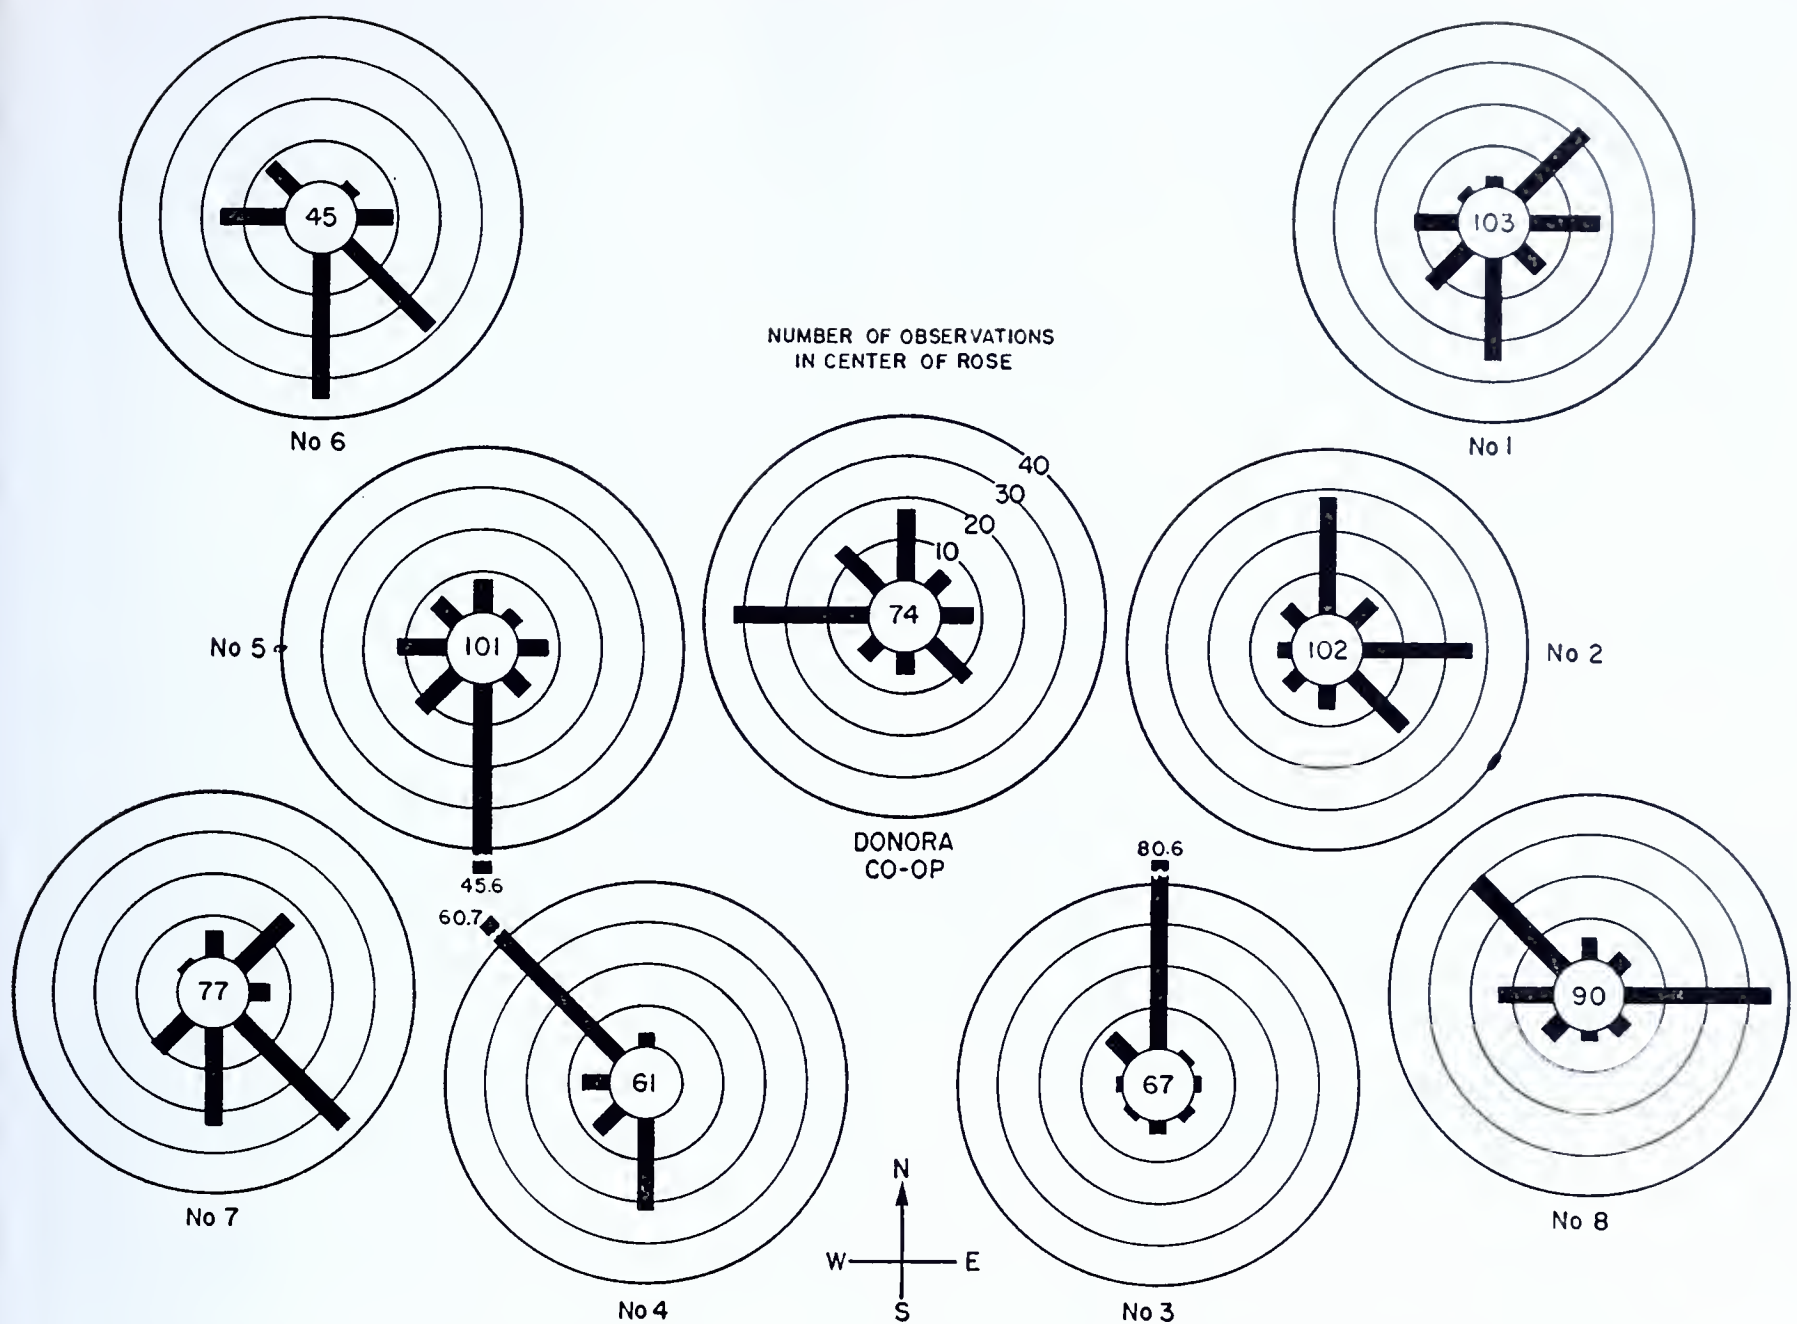 45
103
NUMBER OF OBSERVATIONS
IN CENTER OF ROSE
No 6
No 1
40
30
20
10
No 5
101
74
102
No 2
DONORA
CO-OP
80.6
45.6
60.7
77
90
61
67
No 7
N
No 8
W E
S
No 4
No 3